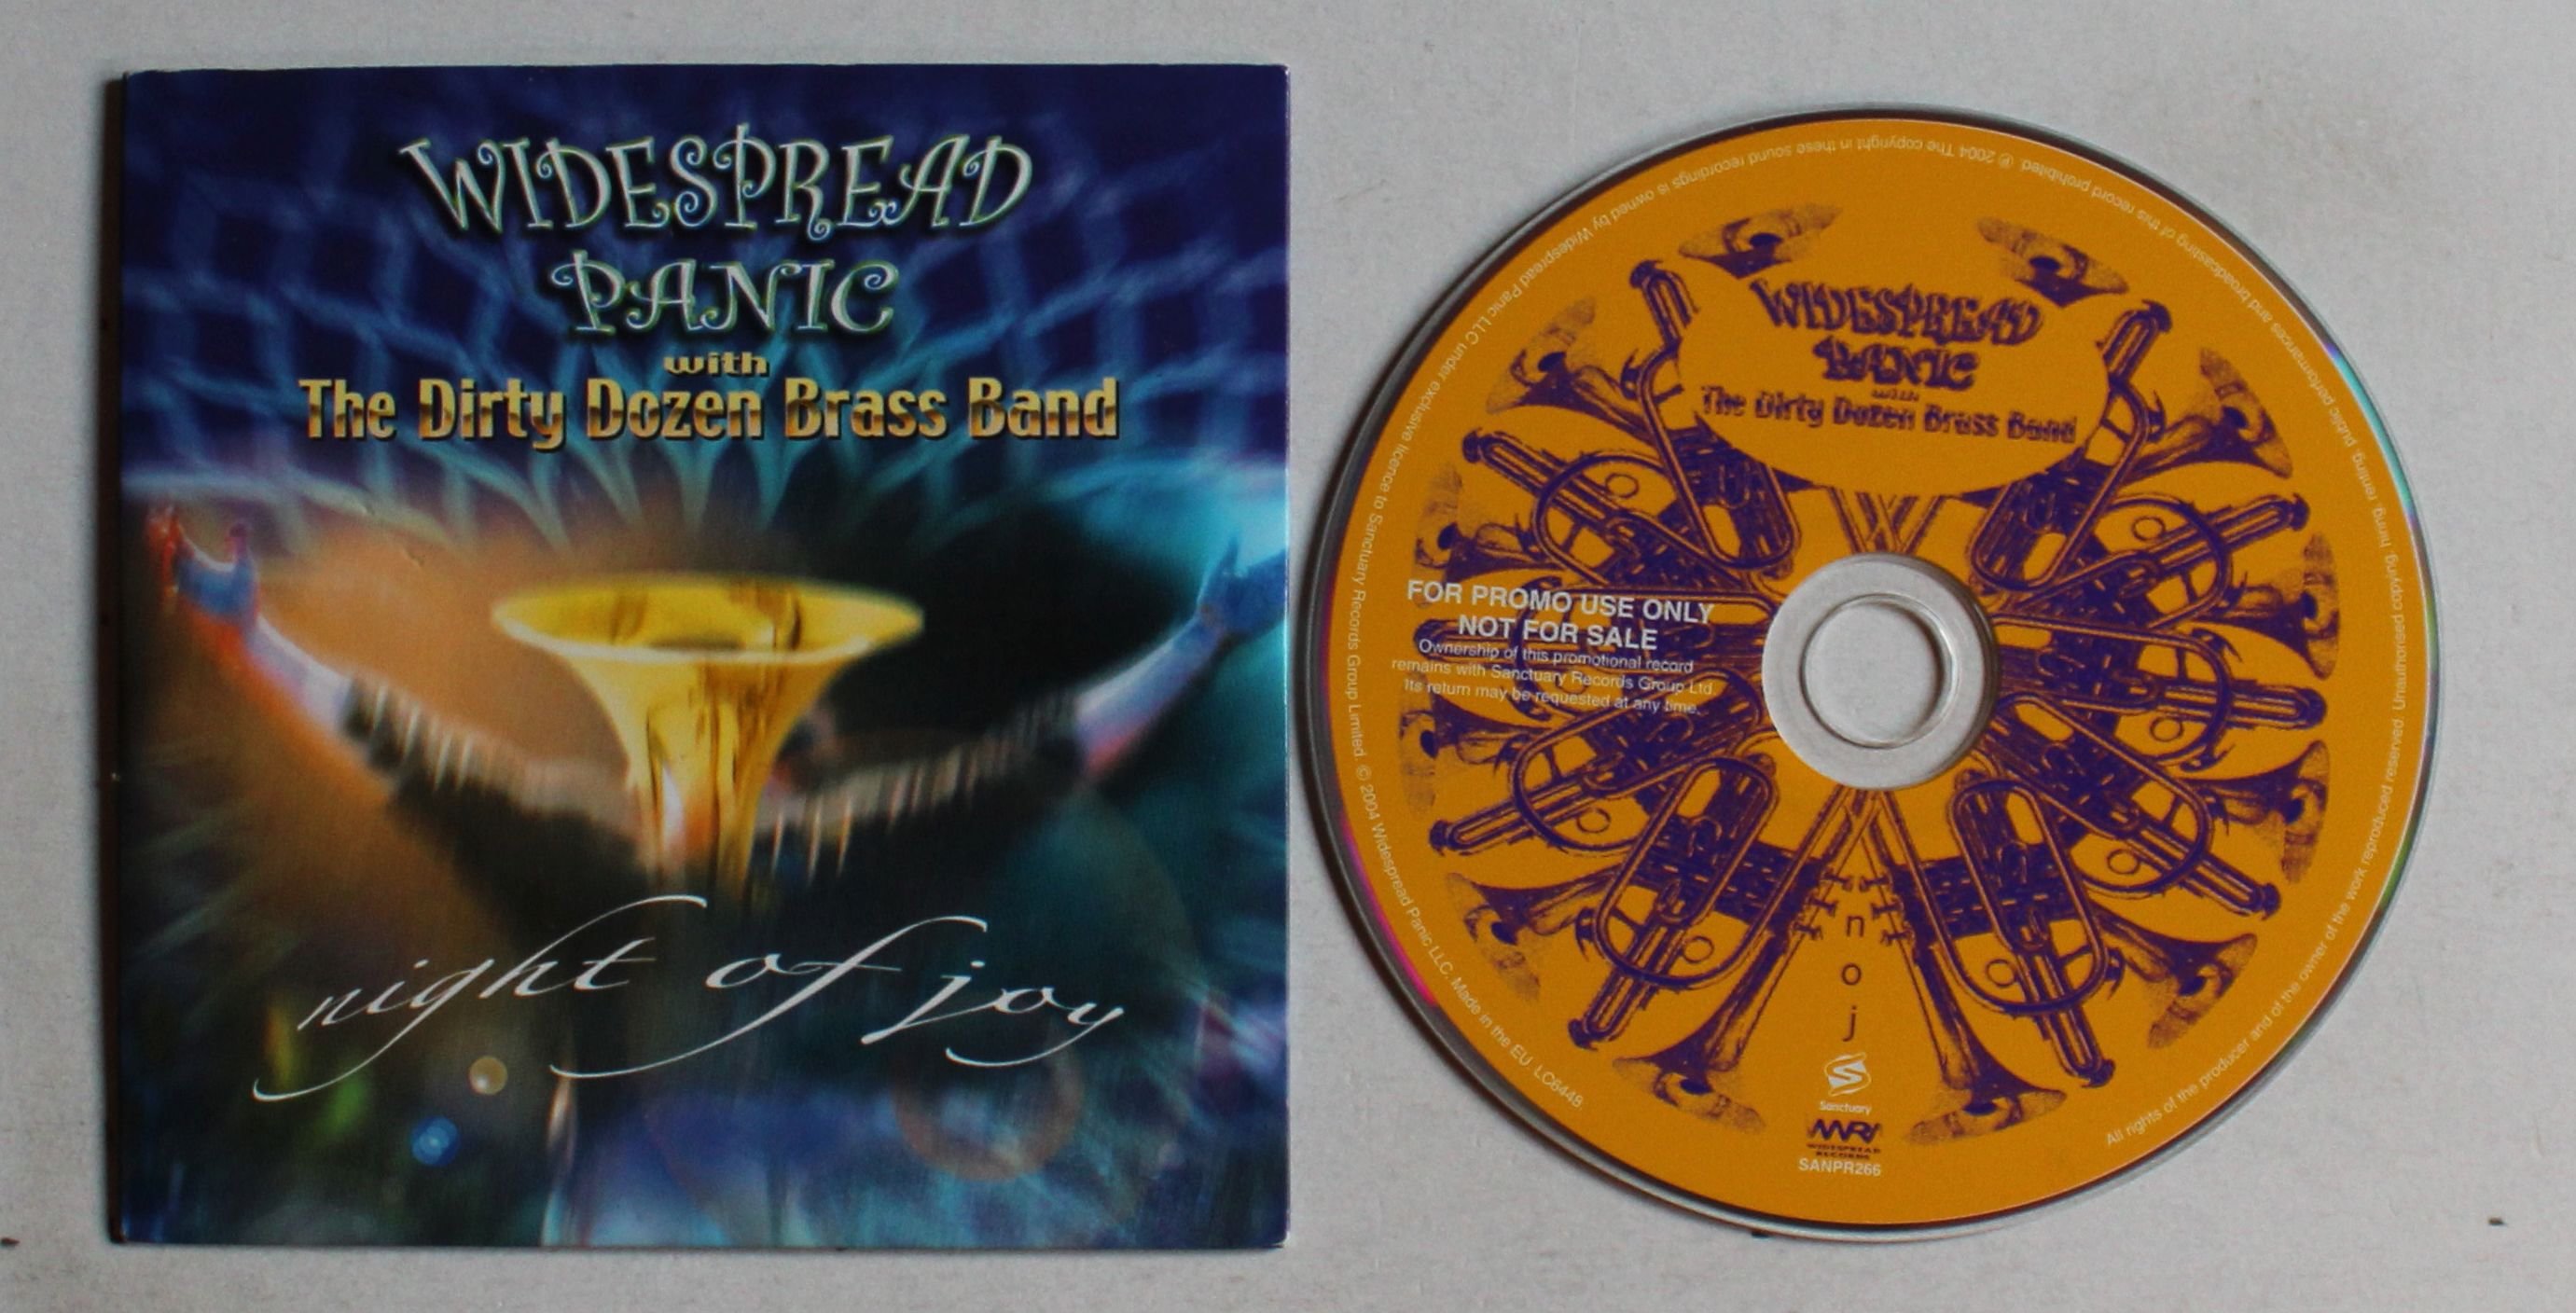 WIDESPREAD
PANIC
with
The Dirty Dozen Brass Band
night of joy
WIDESPREAD
PANIC
with
The Dirty Dozen Brass Band
FOR PROMO USE ONLY
NOT FOR SALE
Ownership of this promotional record
remains with Sanctuary Records Group Ltd.
Its return may be requested at any time.
n
o
j
Sanctuary
WIDESPREAD
RECORDS
SANPR266
All rights of the producer and of the owner of the work reproduced reserved. Unauthorised copying, hiring, renting, public performances and broadcasting of this record prohibited. ℗ 2004 The copyright in these sound recordings is owned by Widespread Panic LLC under exclusive licence to Sanctuary Records Group Limited. © 2004 Widespread Panic LLC. Made in the EU. LC6448